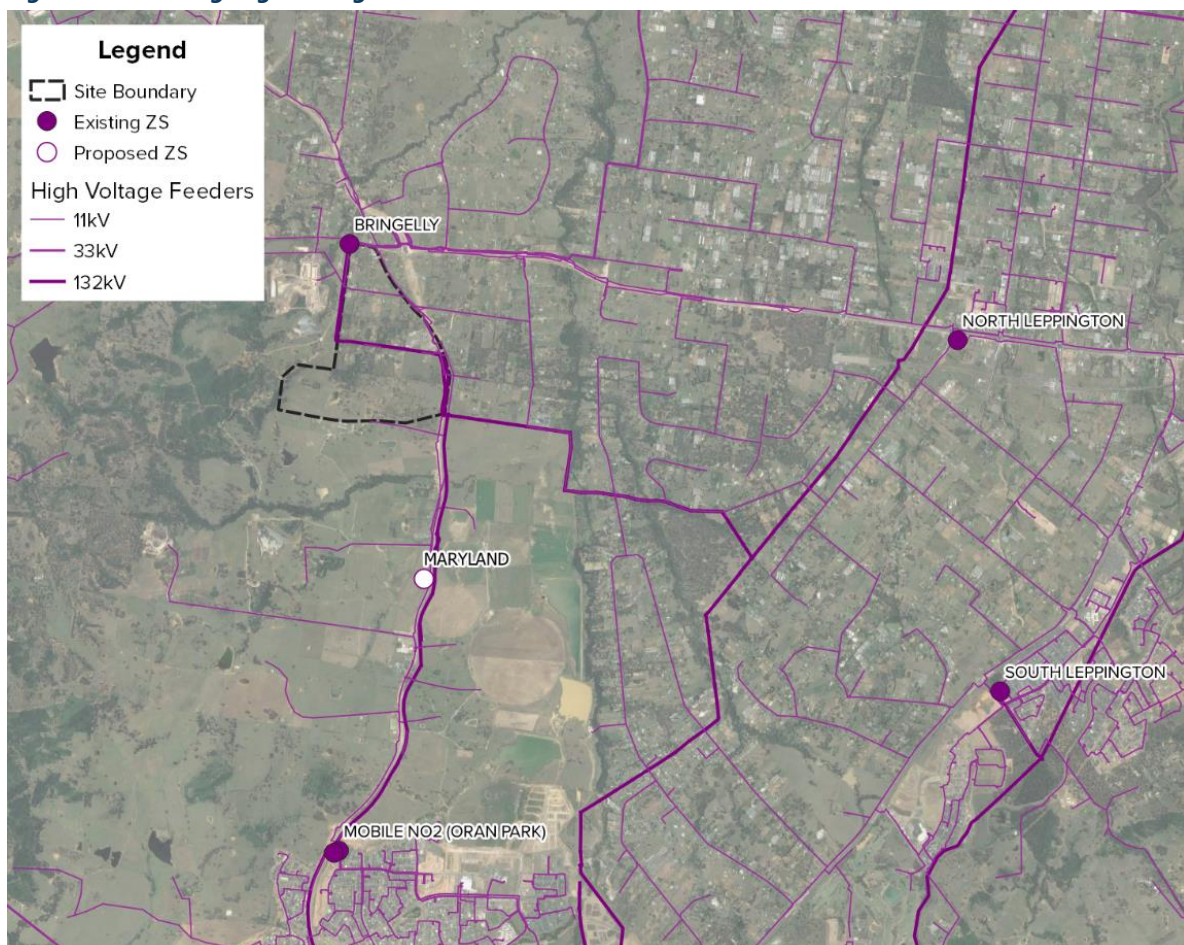 Legend
Site Boundary
Existing ZS
Proposed ZS
High Voltage Feeders
11kV
33kV
132kV
BRINGELLY
NORTH LEPPINGTON
MARYLAND
SOUTH LEPPINGTON
MOBILE NO2 (ORAN PARK)